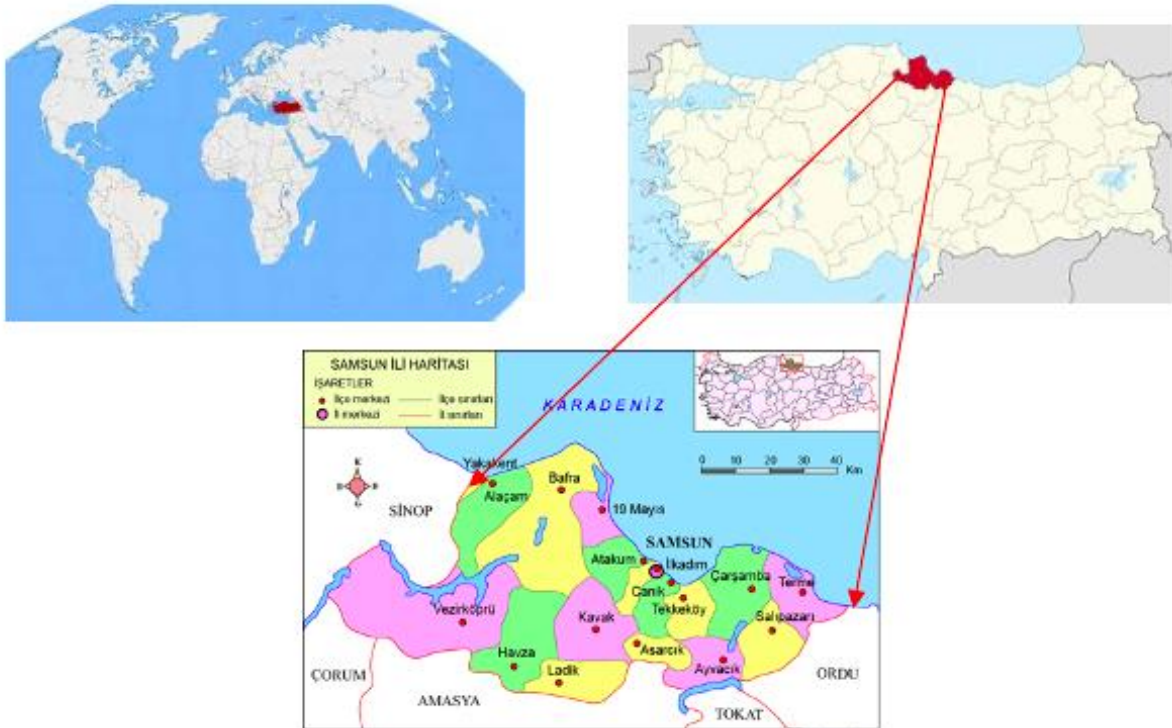 SAMSUN İLİ HARİTASI
İŞARETLER
İlçe merkezi
İlçe sınırları
İl merkezi
İl sınırları
KARADENİZ
0 10 20 30 40
Km
K
B
D
G
Yakakent
Bafra
Alaçam
SİNOP
19 Mayıs
SAMSUN
Atakum
İlkadım
Canik
Çarşamba
Terme
Vezirköprü
Kavak
Tekkeköy
Salıpazarı
Asarcık
Havza
Ladik
Ayvacık
ÇORUM
ORDU
AMASYA
TOKAT